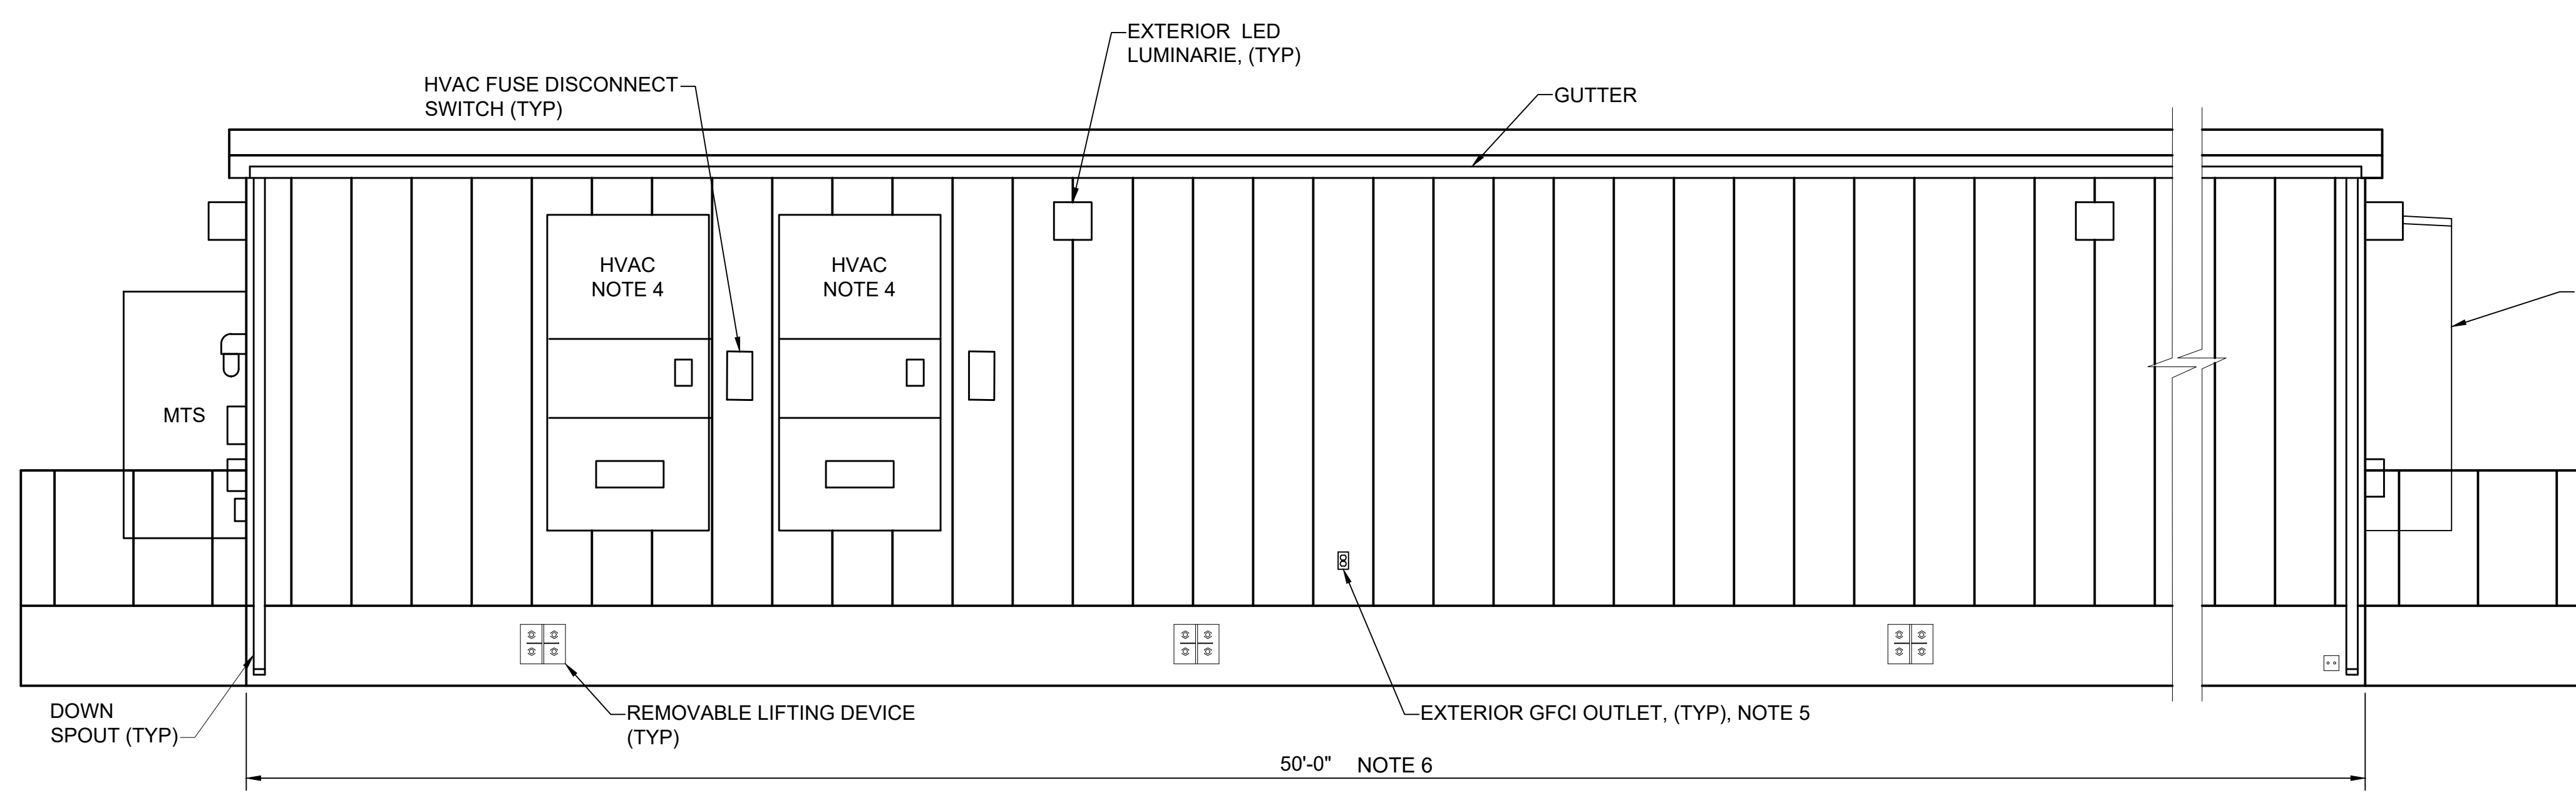 EXTERIOR LED
LUMINARIE, (TYP)
HVAC FUSE DISCONNECT
SWITCH (TYP)
GUTTER
HVAC
NOTE 4
HVAC
NOTE 4
MTS
DOWN
SPOUT (TYP)
REMOVABLE LIFTING DEVICE
(TYP)
EXTERIOR GFCI OUTLET, (TYP), NOTE 5
50'-0" NOTE 6